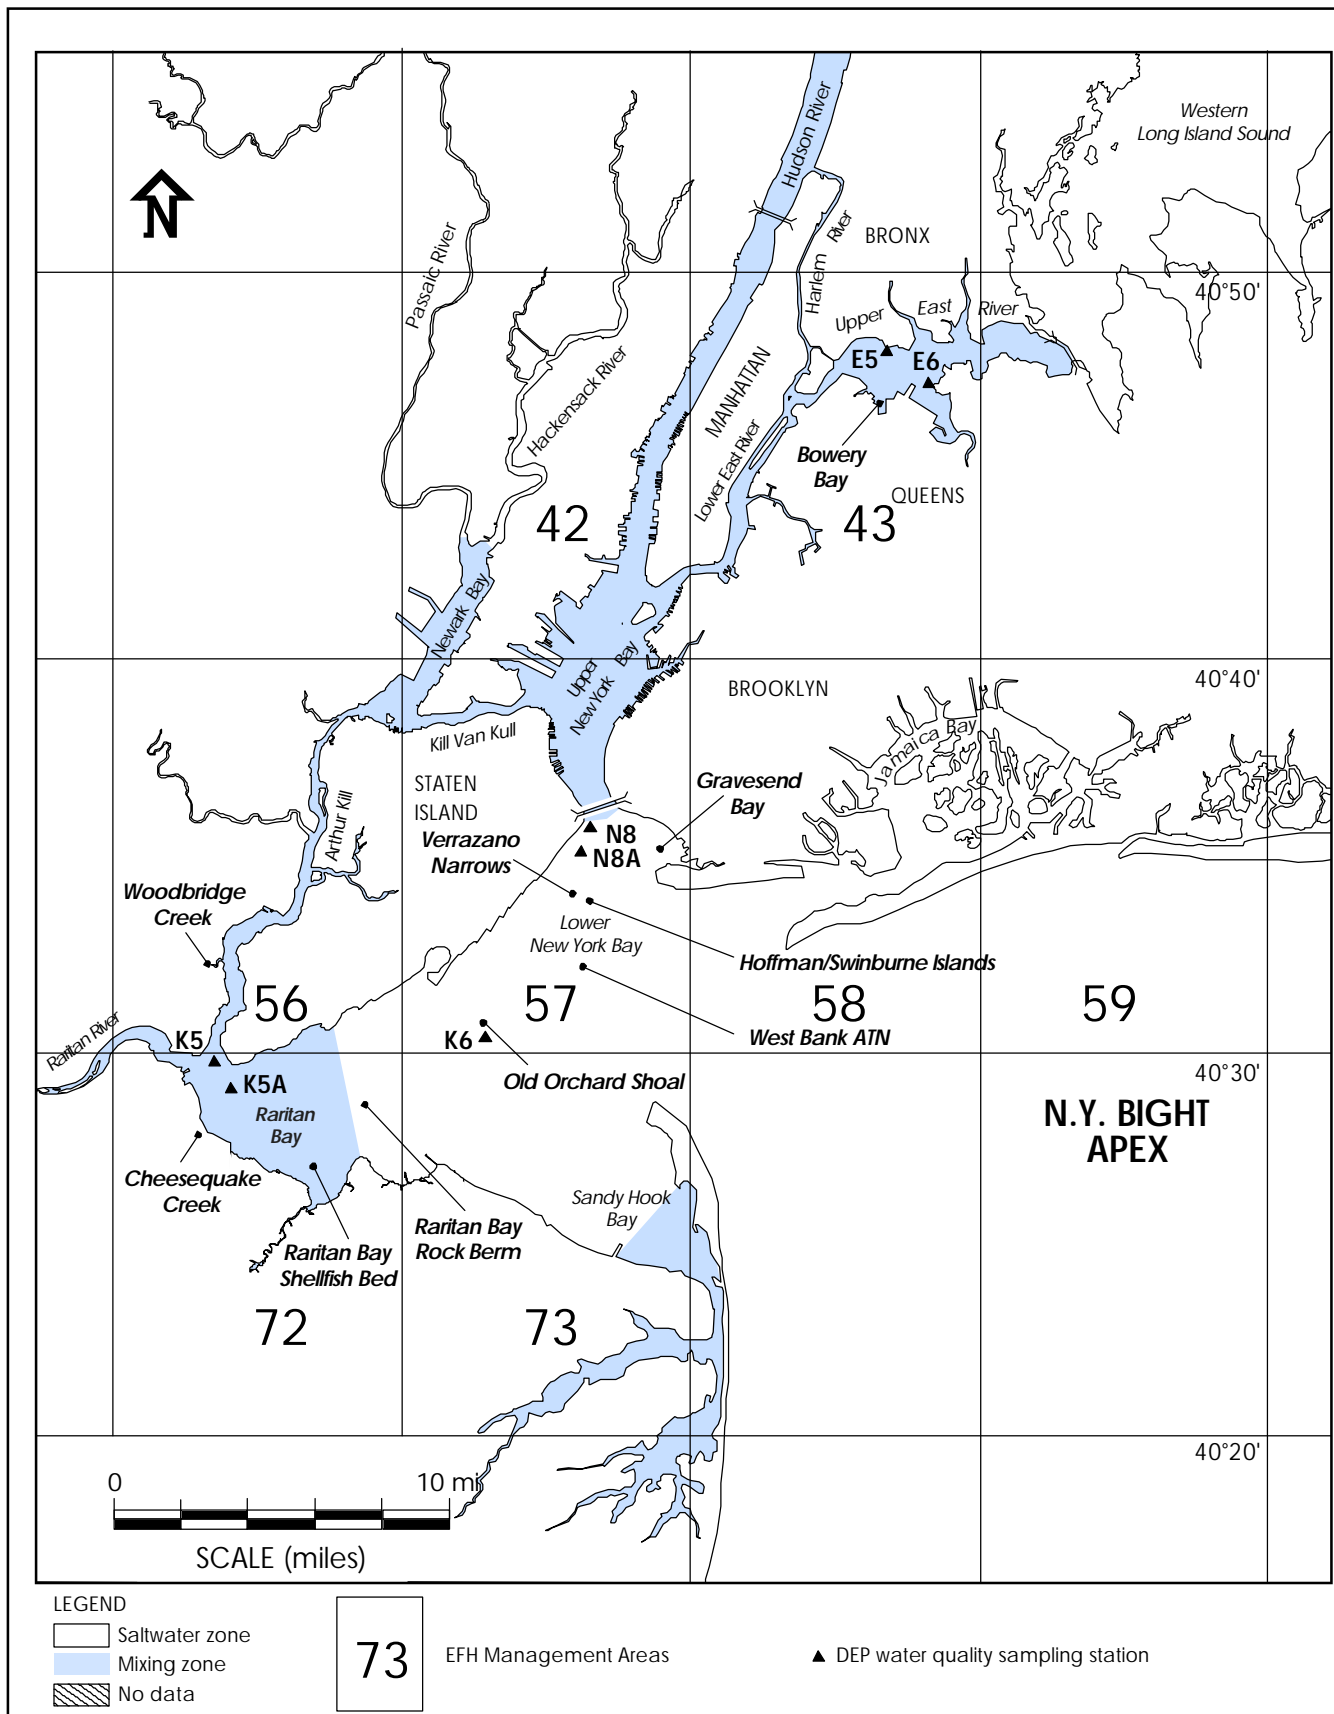 Western
Long Island Sound
Hudson River
N
BRONX
Passaic River
Harlem River
40°50'
Upper East River
E5
E6
Hackensack River
MANHATTAN
Lower East River
Bowery
Bay
QUEENS
42
43
Newark Bay
Upper
New York Bay
BROOKLYN
40°40'
Kill Van Kull
Jamaica Bay
STATEN
ISLAND
Gravesend
Bay
Arthur Kill
Verrazano
Narrows
N8
N8A
Woodbridge
Creek
Lower
New York Bay
Hoffman/Swinburne Islands
56
57
58
59
Raritan River
K5
K6
West Bank ATN
Old Orchard Shoal
40°30'
K5A
Raritan
Bay
N.Y. BIGHT
APEX
Cheesequake
Creek
Sandy Hook
Bay
Raritan Bay
Rock Berm
Raritan Bay
Shellfish Bed
72
73
40°20'
0
10 mi
SCALE (miles)
LEGEND
Saltwater zone
Mixing zone
No data
73
EFH Management Areas
DEP water quality sampling station